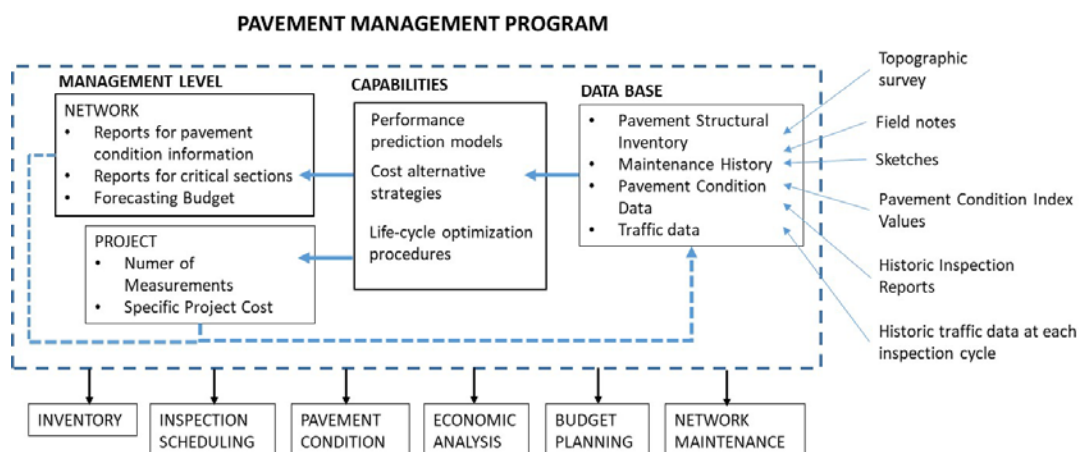 PAVEMENT MANAGEMENT PROGRAM
MANAGEMENT LEVEL
NETWORK
• Reports for pavement
condition information
• Reports for critical sections
• Forecasting Budget
PROJECT
• Numer of
Measurements
• Specific Project Cost
CAPABILITIES
Performance
prediction models
Cost alternative
strategies
Life-cycle optimization
procedures
DATA BASE
• Pavement Structural
Inventory
• Maintenance History
• Pavement Condition
Data
• Traffic data
Topographic
survey
Field notes
Sketches
Pavement Condition Index
Values
Historic Inspection
Reports
Historic traffic data at each
inspection cycle
INVENTORY
INSPECTION
SCHEDULING
PAVEMENT
CONDITION
ECONOMIC
ANALYSIS
BUDGET
PLANNING
NETWORK
MAINTENANCE